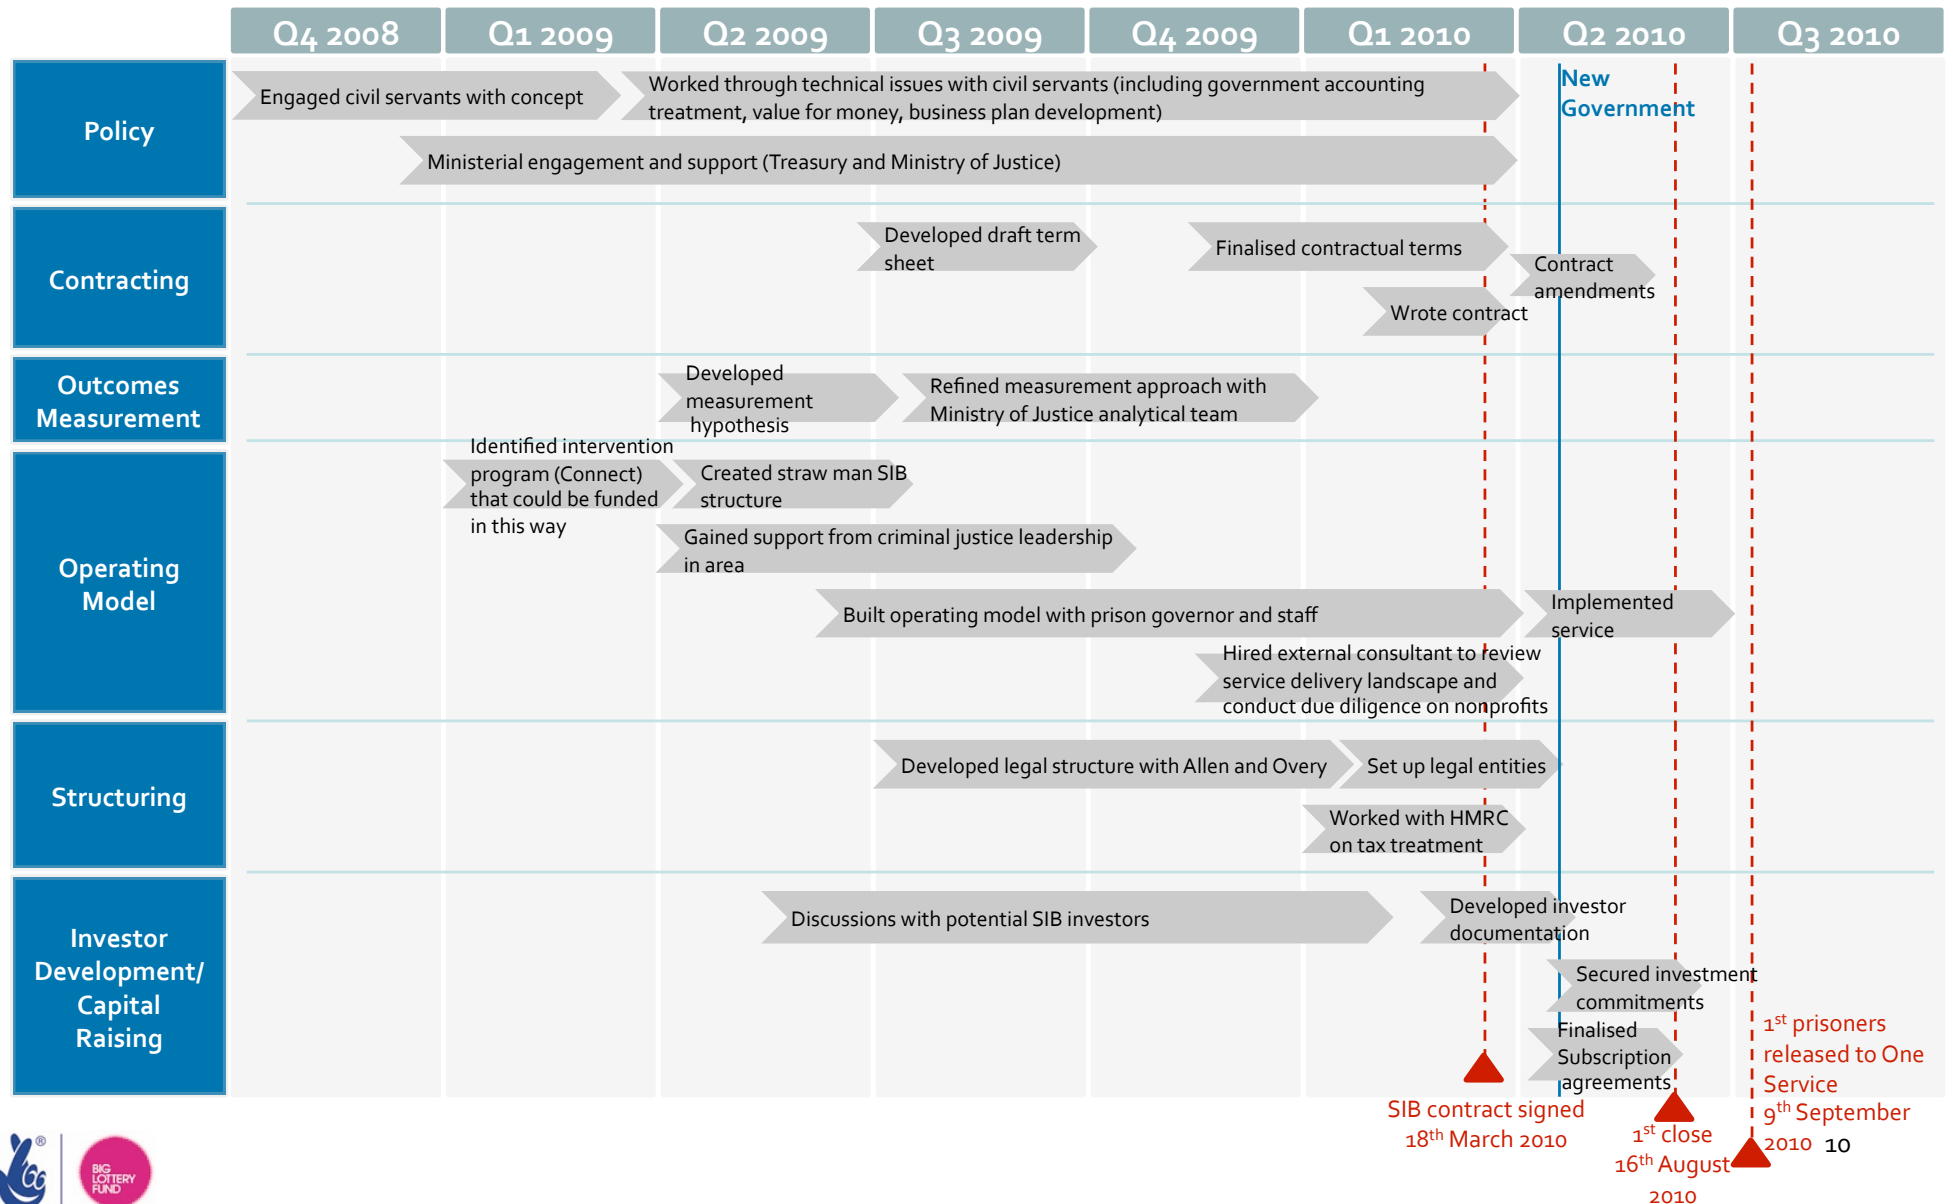 Q4 2008
Q1 2009
Q2 2009
Q3 2009
Q4 2009
Q1 2010
Q2 2010
Q3 2010
Policy
Engaged civil servants with concept
Worked through technical issues with civil servants (including government accounting
treatment, value for money, business plan development)
New
Government
Ministerial engagement and support (Treasury and Ministry of Justice)
Contracting
Developed draft term
sheet
Finalised contractual terms
Contract
amendments
Wrote contract
Outcomes
Measurement
Developed
measurement
hypothesis
Refined measurement approach with
Ministry of Justice analytical team
Operating
Model
Identified intervention
program (Connect)
that could be funded
in this way
Created straw man SIB
structure
Gained support from criminal justice leadership
in area
Built operating model with prison governor and staff
Implemented
service
Hired external consultant to review
service delivery landscape and
conduct due diligence on nonprofits
Structuring
Developed legal structure with Allen and Overy
Set up legal entities
Worked with HMRC
on tax treatment
Investor
Development/
Capital
Raising
Discussions with potential SIB investors
Developed investor
documentation
Secured investment
commitments
Finalised
Subscription
agreements
SIB contract signed
18th March 2010
1st close
16th August
2010
1st prisoners
released to One
Service
9th September
2010
10
®
BIG
LOTTERY
FUND